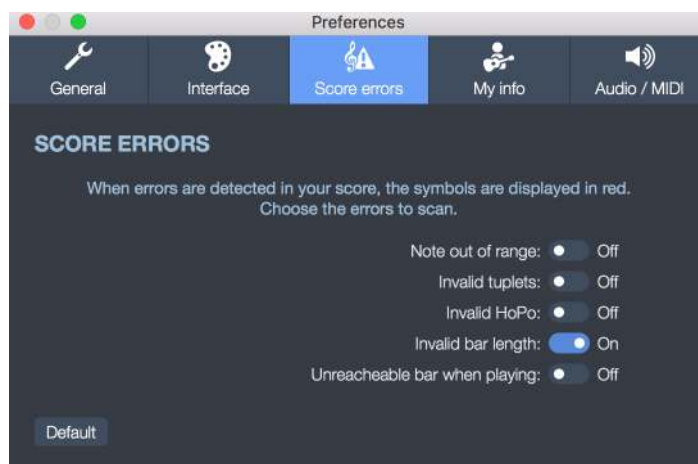 Preferences
General
Interface
Score errors
My info
Audio / MIDI
SCORE ERRORS
When errors are detected in your score, the symbols are displayed in red.
Choose the errors to scan.
Note out of range: Off
Invalid tuplets: Off
Invalid HoPo: Off
Invalid bar length: On
Unreacheable bar when playing: Off
Default